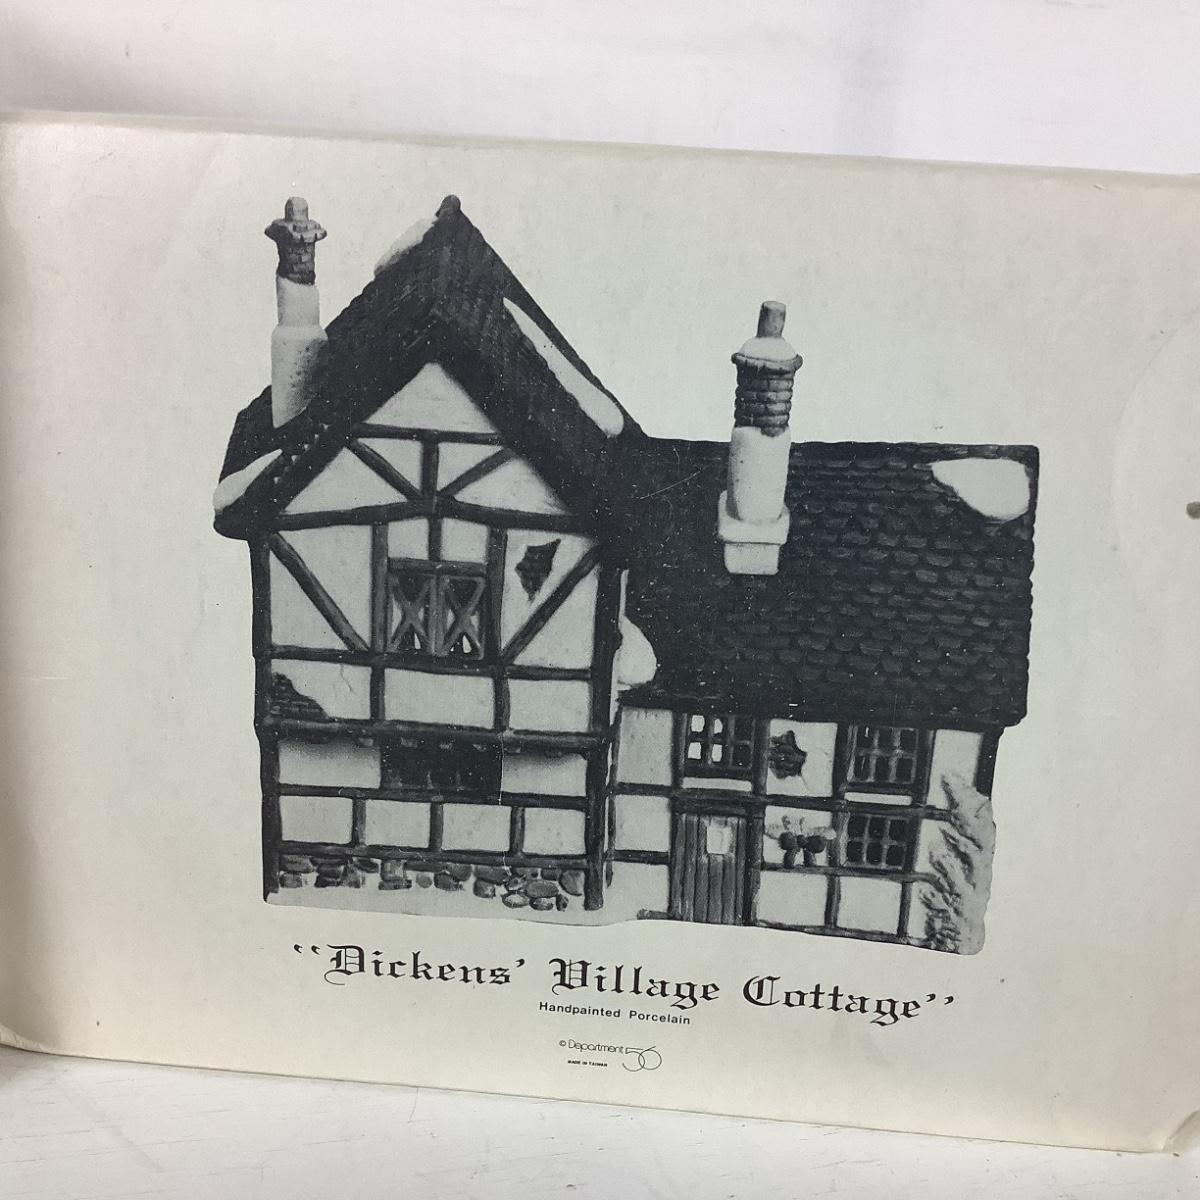 “Dickens’ Village Cottage”
Handpainted Porcelain
© Department 56
MADE IN TAIWAN